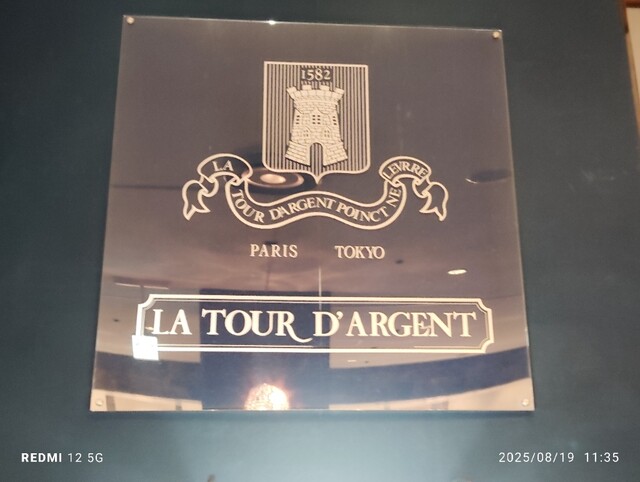 1582
LA TOUR D'ARGENT POINCT NE LEVRRE
PARIS TOKYO
LA TOUR D'ARGENT
REDMI 12 5G
2025/08/19 11:35